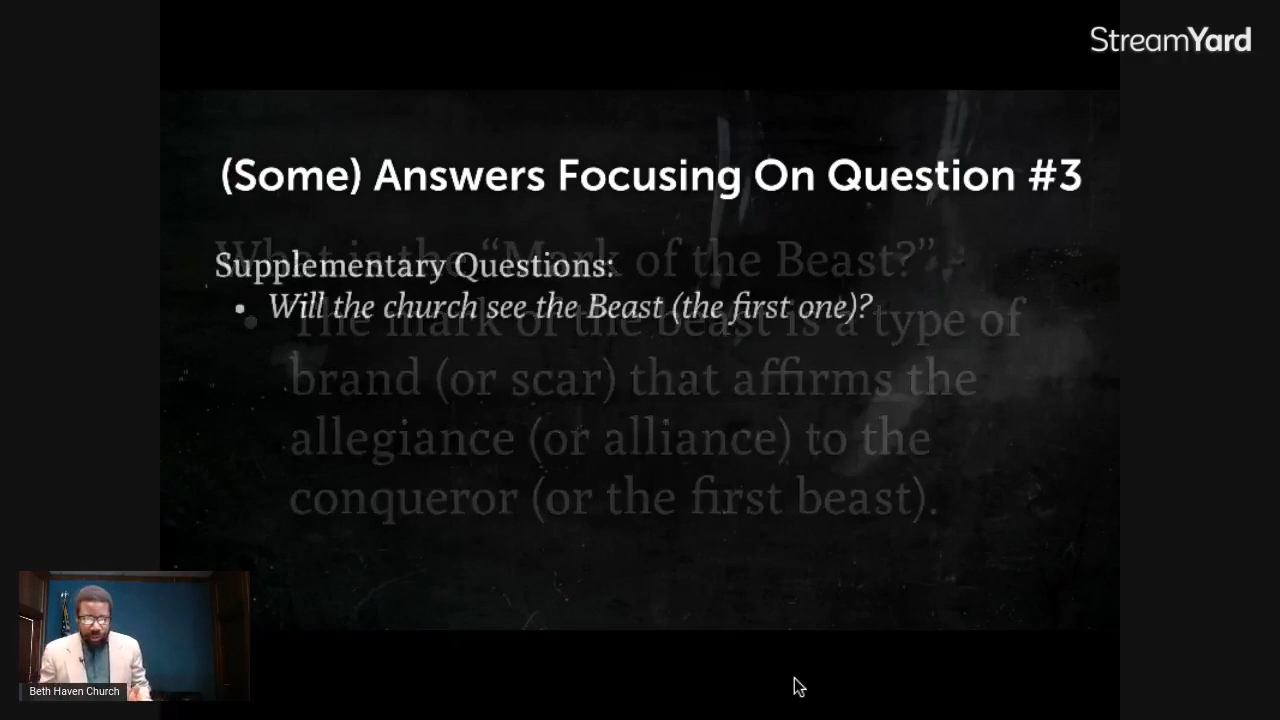 StreamYard
(Some) Answers Focusing On Question #3
Supplementary Questions:
• Will the church see the Beast (the first one)?
What is the “Mark of the Beast?”
• The mark of the beast is a type of
brand (or scar) that affirms the
allegiance (or alliance) to the
conqueror (or the first beast).
Beth Haven Church